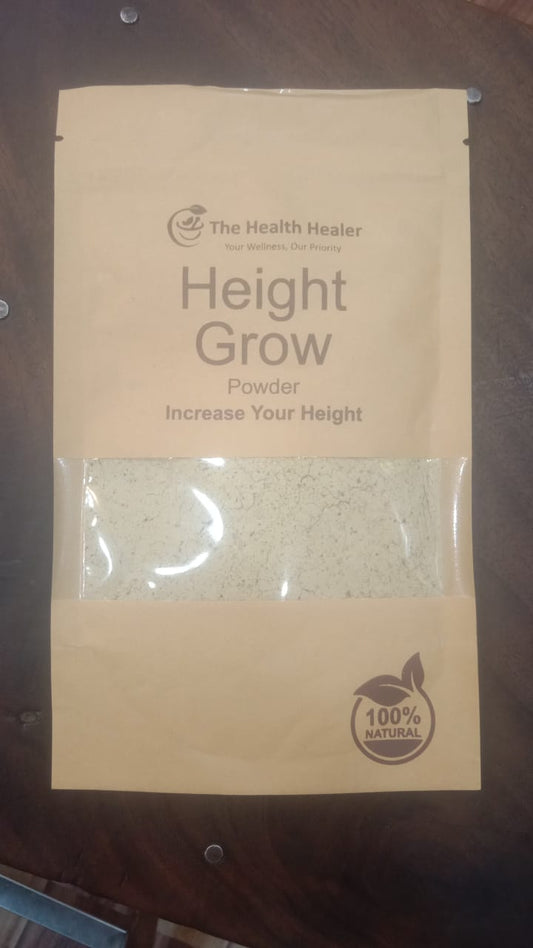 The Health Healer
Your Wellness, Our Priority
Height
Grow
Powder
Increase Your Height
100%
NATURAL